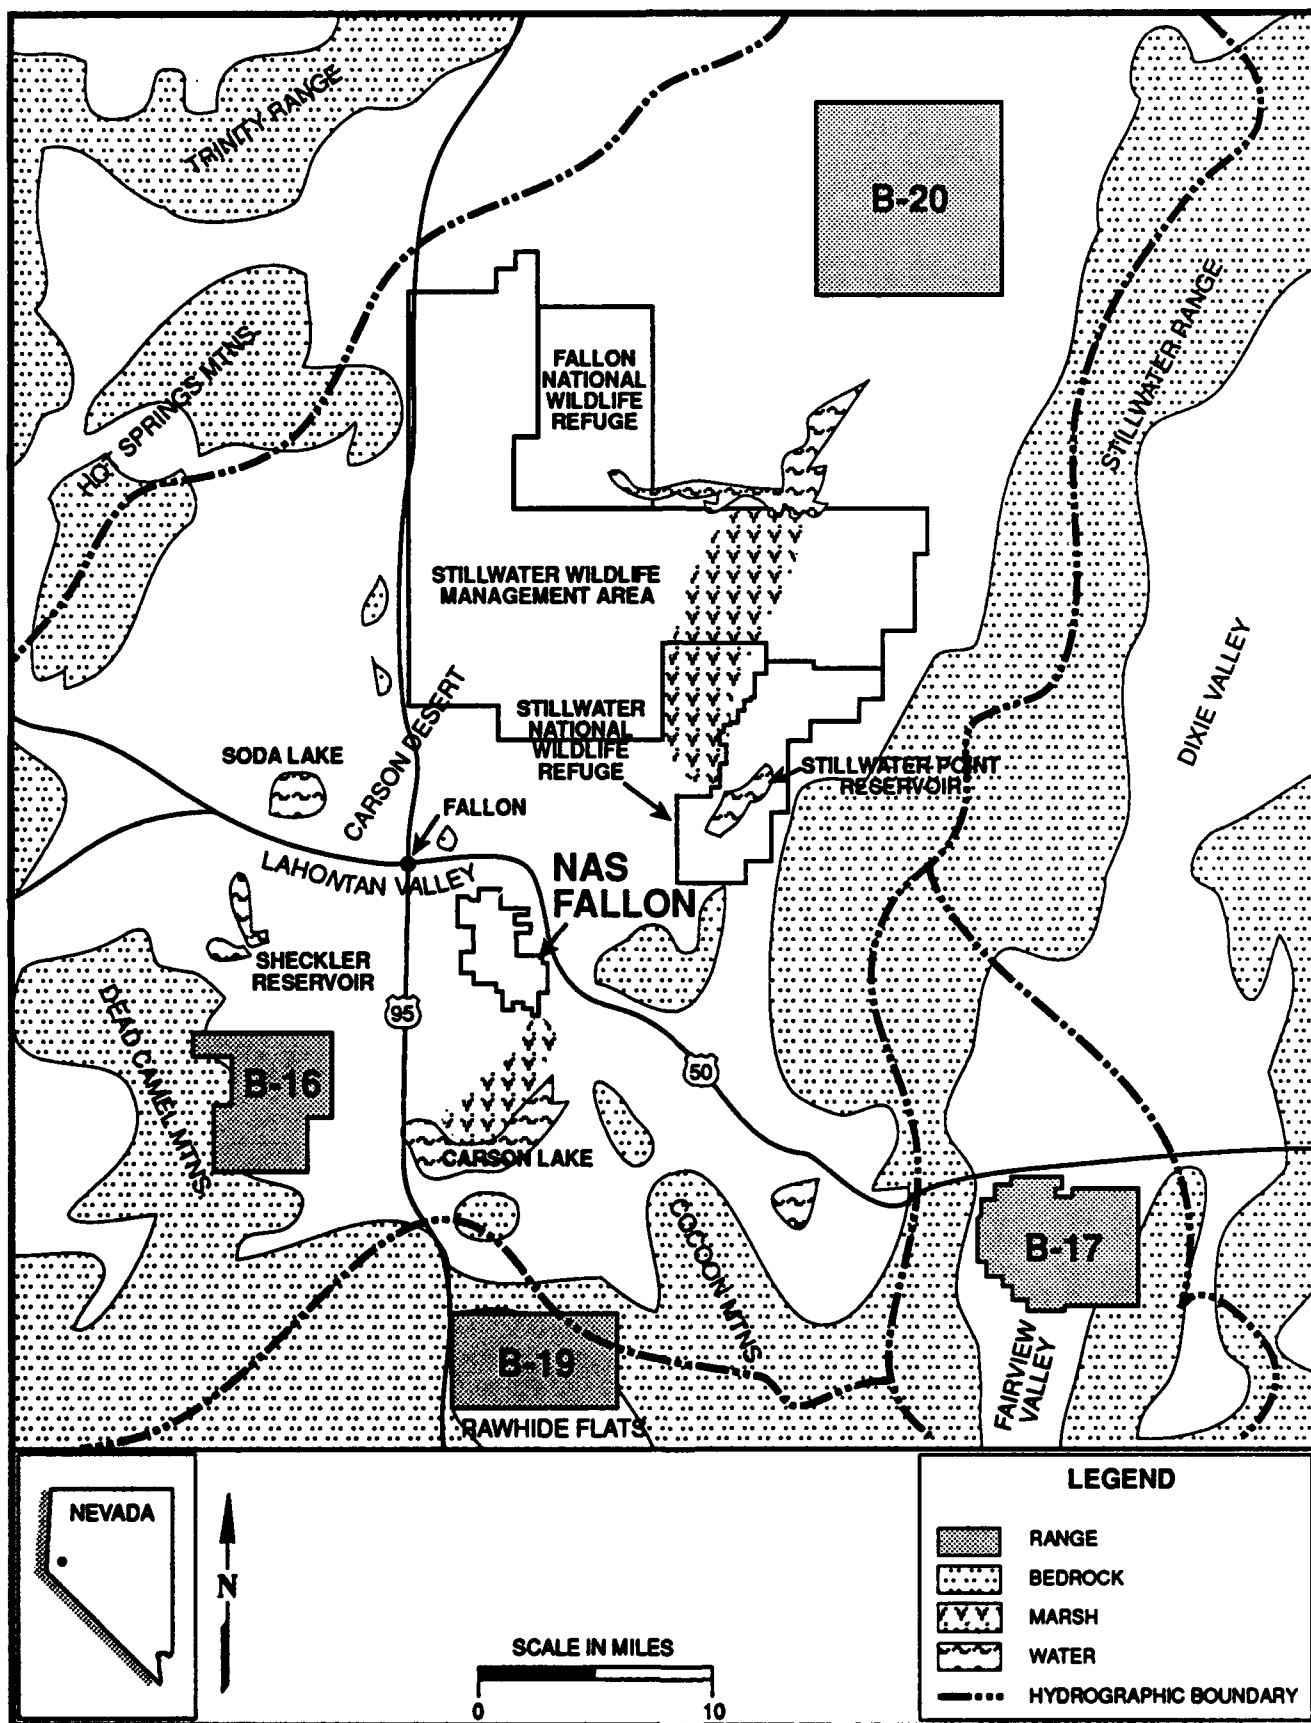 TRINITY RANGE
B-20
STILLWATER RANGE
HOT SPRINGS MTNS
FALLON
NATIONAL
WILDLIFE
REFUGE
STILLWATER WILDLIFE
MANAGEMENT AREA
DIXIE VALLEY
CARSON DESERT
STILLWATER
NATIONAL
WILDLIFE
REFUGE
SODA LAKE
STILLWATER POINT
RESERVOIR
FALLON
LAHONTAN VALLEY
NAS
FALLON
SHECKLER
RESERVOIR
DEAD CAMEL MTNS
95
B-16
50
CARSON LAKE
COCOON MTNS
B-17
FAIRVIEW
VALLEY
B-19
RAWHIDE FLATS
NEVADA
N
SCALE IN MILES
0 10
LEGEND
RANGE
BEDROCK
MARSH
WATER
HYDROGRAPHIC BOUNDARY